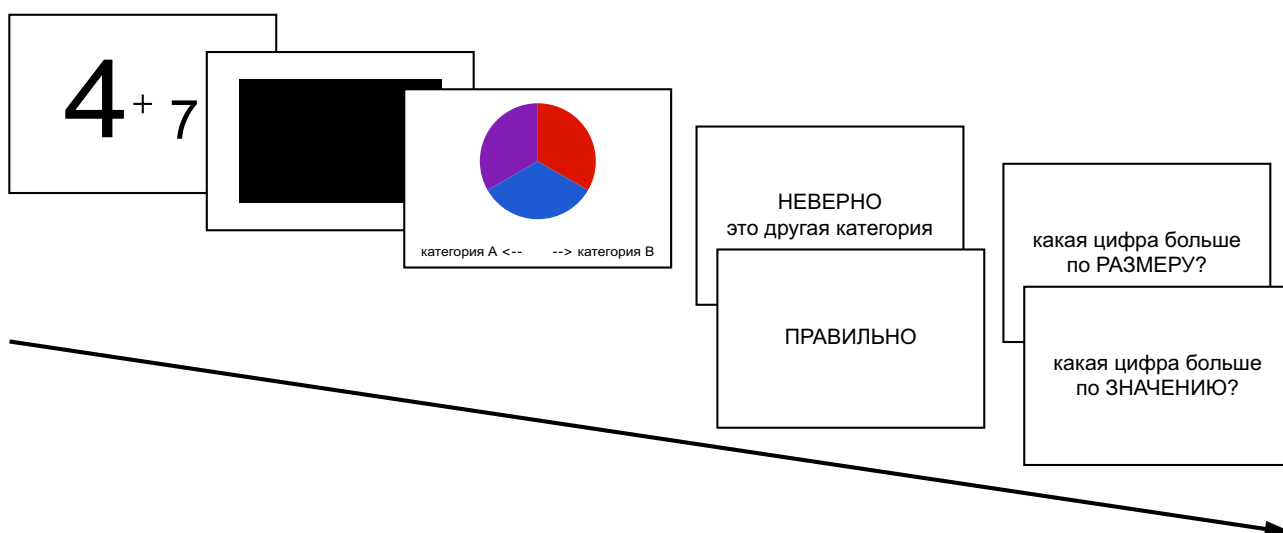 4 + 7
категория A <-- --> категория B
НЕВЕРНО
это другая категория
ПРАВИЛЬНО
какая цифра больше
по РАЗМЕРУ?
какая цифра больше
по ЗНАЧЕНИЮ?